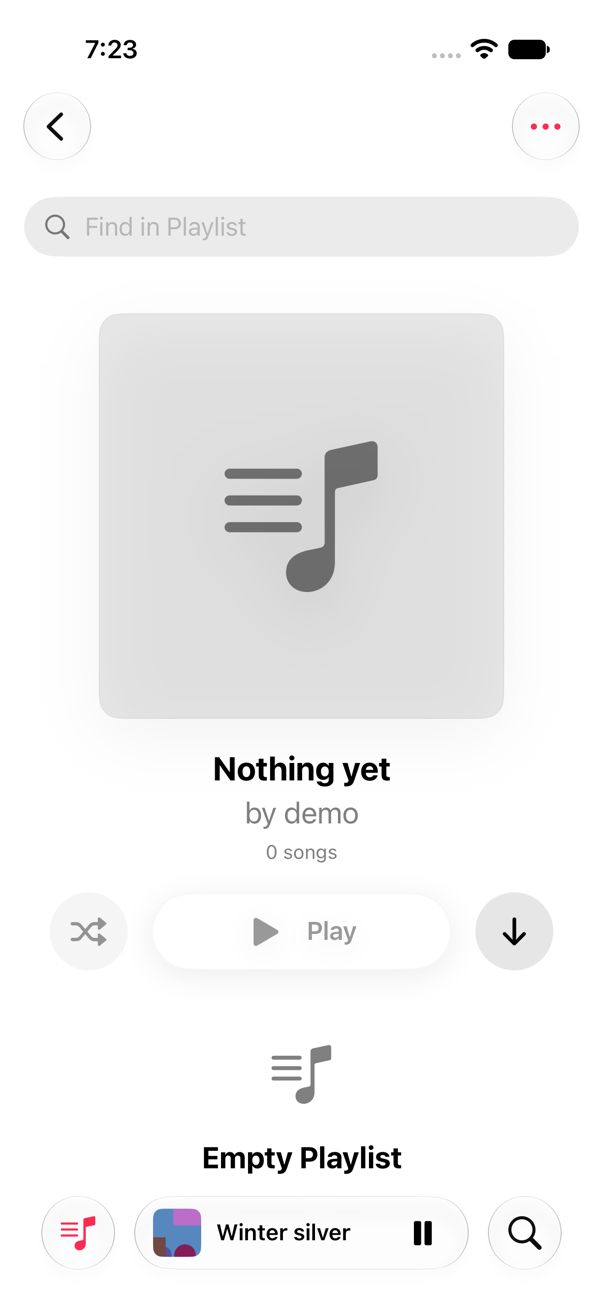 7:23
Find in Playlist
Nothing yet
by demo
0 songs
Play
Empty Playlist
Winter silver